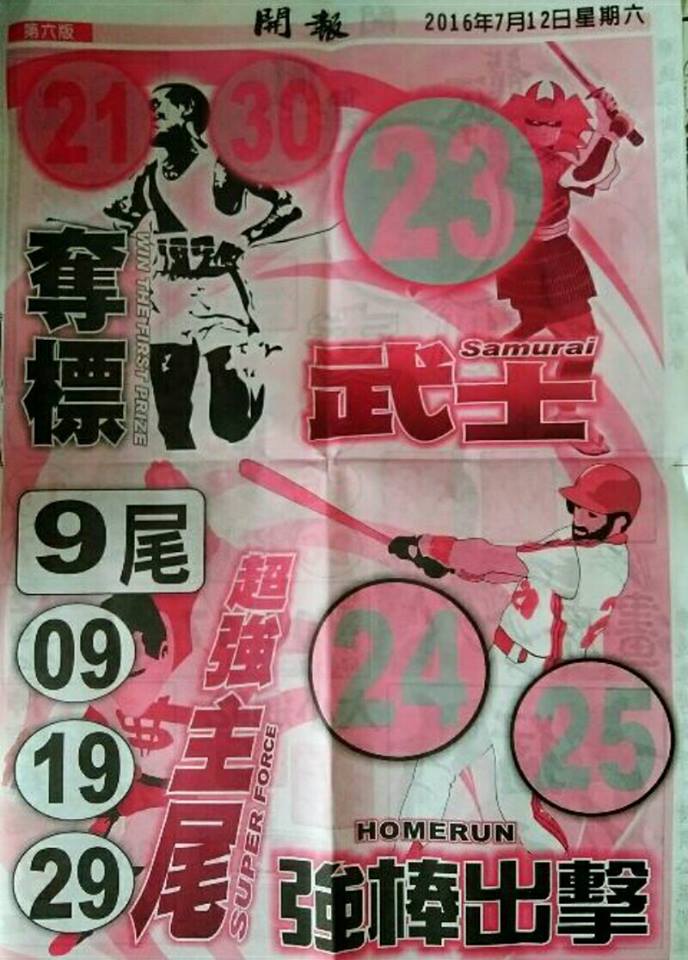 第六版
開報
2016年7月12日星期六
21
30
23
奪標
WIN THE FIRST PRIZE
Samurai
武士
9尾
09
19
29
超強
主尾
SUPER FORCE
24
25
HOMERUN
強棒出擊